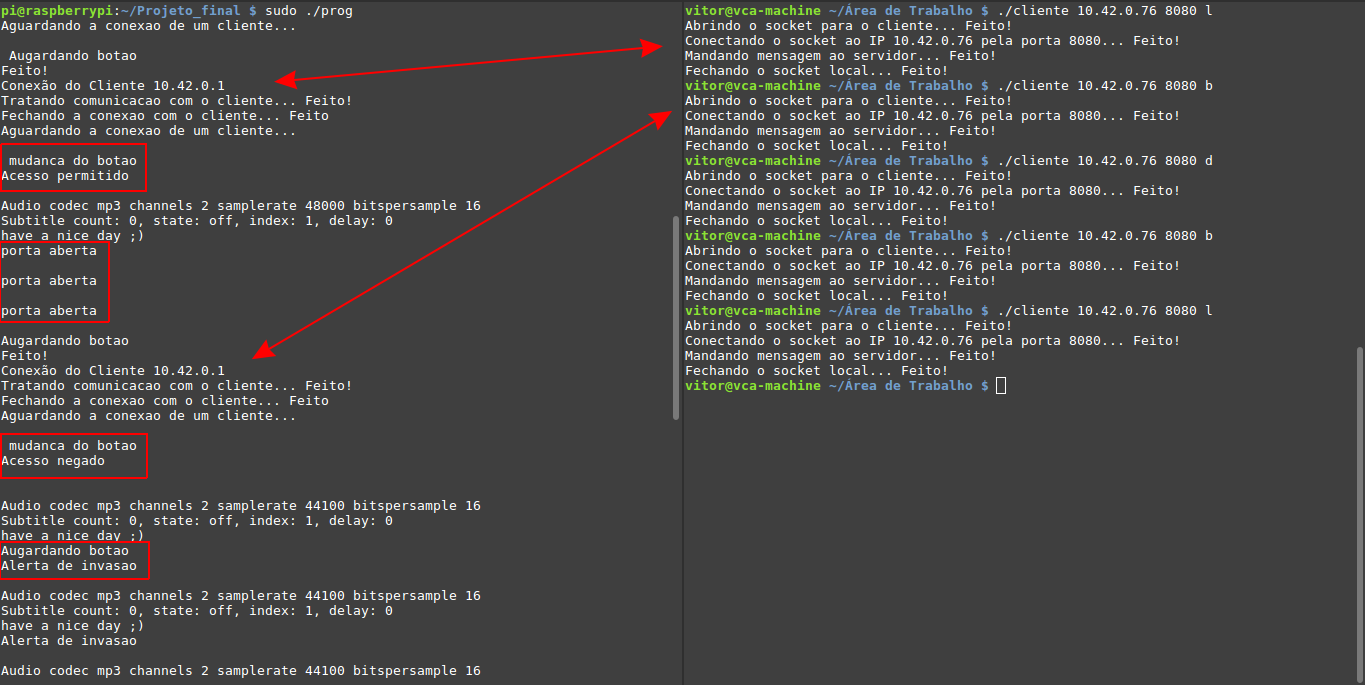 pi@raspberrypi:~/Projeto_final $ sudo ./prog
Aguardando a conexao de um cliente...
Augardando botao
Feito!
Conexão do Cliente 10.42.0.1
Tratando comunicacao com o cliente... Feito!
Fechando a conexao com o cliente... Feito
Aguardando a conexao de um cliente...
mudanca do botao
Acesso permitido
Audio codec mp3 channels 2 samplerate 48000 bitspersample 16
Subtitle count: 0, state: off, index: 1, delay: 0
have a nice day ;)
porta aberta
porta aberta
porta aberta
Augardando botao
Feito!
Conexão do Cliente 10.42.0.1
Tratando comunicacao com o cliente... Feito!
Fechando a conexao com o cliente... Feito
Aguardando a conexao de um cliente...
mudanca do botao
Acesso negado
Audio codec mp3 channels 2 samplerate 44100 bitspersample 16
Subtitle count: 0, state: off, index: 1, delay: 0
have a nice day ;)
Augardando botao
Alerta de invasao
Audio codec mp3 channels 2 samplerate 44100 bitspersample 16
Subtitle count: 0, state: off, index: 1, delay: 0
have a nice day ;)
Alerta de invasao
Audio codec mp3 channels 2 samplerate 44100 bitspersample 16
vitor@vca-machine ~/Área de Trabalho $ ./cliente 10.42.0.76 8080 l
Abrindo o socket para o cliente... Feito!
Conectando o socket ao IP 10.42.0.76 pela porta 8080... Feito!
Mandando mensagem ao servidor... Feito!
Fechando o socket local... Feito!
vitor@vca-machine ~/Área de Trabalho $ ./cliente 10.42.0.76 8080 b
Abrindo o socket para o cliente... Feito!
Conectando o socket ao IP 10.42.0.76 pela porta 8080... Feito!
Mandando mensagem ao servidor... Feito!
Fechando o socket local... Feito!
vitor@vca-machine ~/Área de Trabalho $ ./cliente 10.42.0.76 8080 d
Abrindo o socket para o cliente... Feito!
Conectando o socket ao IP 10.42.0.76 pela porta 8080... Feito!
Mandando mensagem ao servidor... Feito!
Fechando o socket local... Feito!
vitor@vca-machine ~/Área de Trabalho $ ./cliente 10.42.0.76 8080 b
Abrindo o socket para o cliente... Feito!
Conectando o socket ao IP 10.42.0.76 pela porta 8080... Feito!
Mandando mensagem ao servidor... Feito!
Fechando o socket local... Feito!
vitor@vca-machine ~/Área de Trabalho $ ./cliente 10.42.0.76 8080 l
Abrindo o socket para o cliente... Feito!
Conectando o socket ao IP 10.42.0.76 pela porta 8080... Feito!
Mandando mensagem ao servidor... Feito!
Fechando o socket local... Feito!
vitor@vca-machine ~/Área de Trabalho $